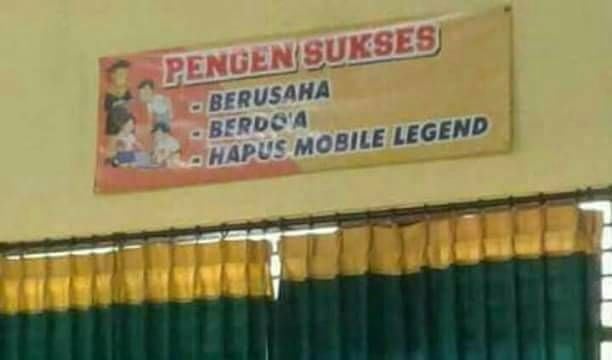 PENGEN SUKSES
- BERUSAHA
- BERDO'A
- HAPUS MOBILE LEGEND